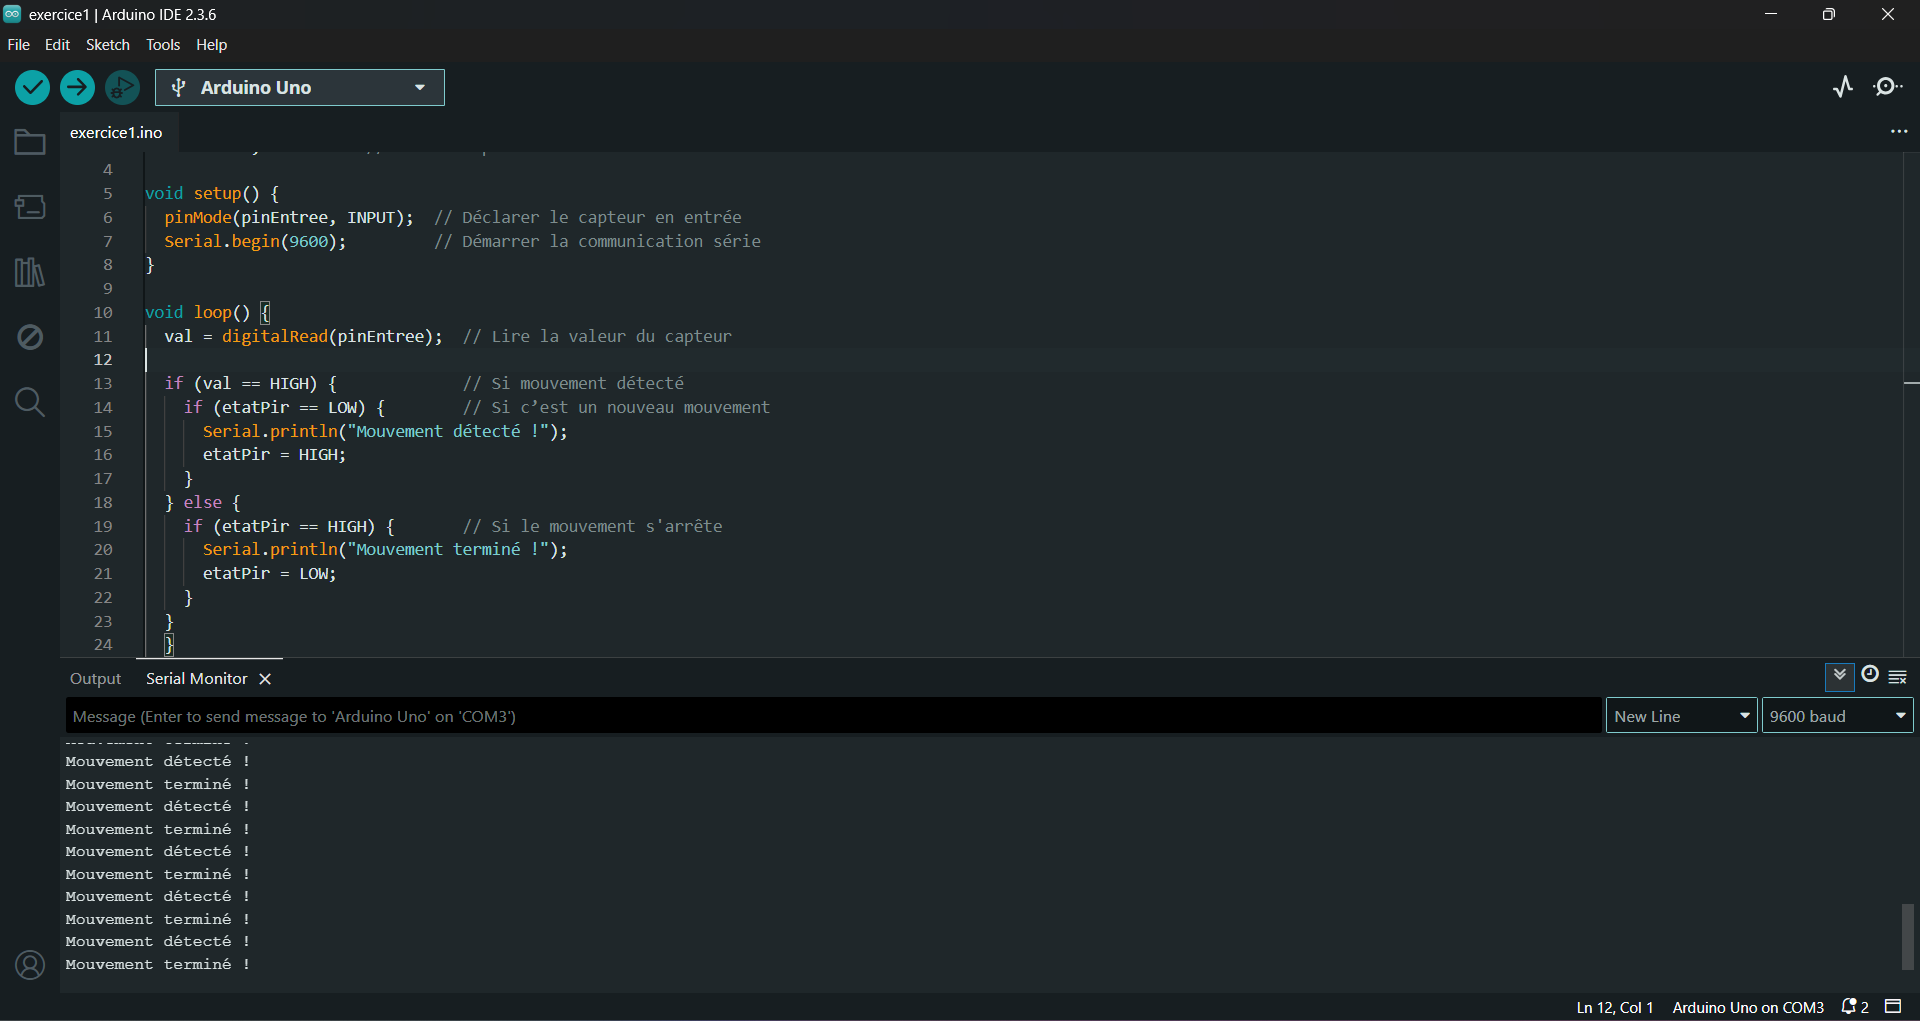 exercice1 | Arduino IDE 2.3.6
File Edit Sketch Tools Help
Arduino Uno
exercice1.ino
4
5 void setup() {
6 pinMode(pinEntree, INPUT);  // Déclarer le capteur en entrée
7 Serial.begin(9600);         // Démarrer la communication série
8 }
9
10 void loop() {
11 val = digitalRead(pinEntree);  // Lire la valeur du capteur
12
13 if (val == HIGH) {             // Si mouvement détecté
14 if (etatPir == LOW) {        // Si c’est un nouveau mouvement
15 Serial.println("Mouvement détecté !");
16 etatPir = HIGH;
17 }
18 } else {
19 if (etatPir == HIGH) {       // Si le mouvement s'arrête
20 Serial.println("Mouvement terminé !");
21 etatPir = LOW;
22 }
23 }
24 }
Output Serial Monitor
Message (Enter to send message to 'Arduino Uno' on 'COM3') New Line 9600 baud
Mouvement détecté !
Mouvement terminé !
Mouvement détecté !
Mouvement terminé !
Mouvement détecté !
Mouvement terminé !
Mouvement détecté !
Mouvement terminé !
Mouvement détecté !
Mouvement terminé !
Ln 12, Col 1 Arduino Uno on COM3 2